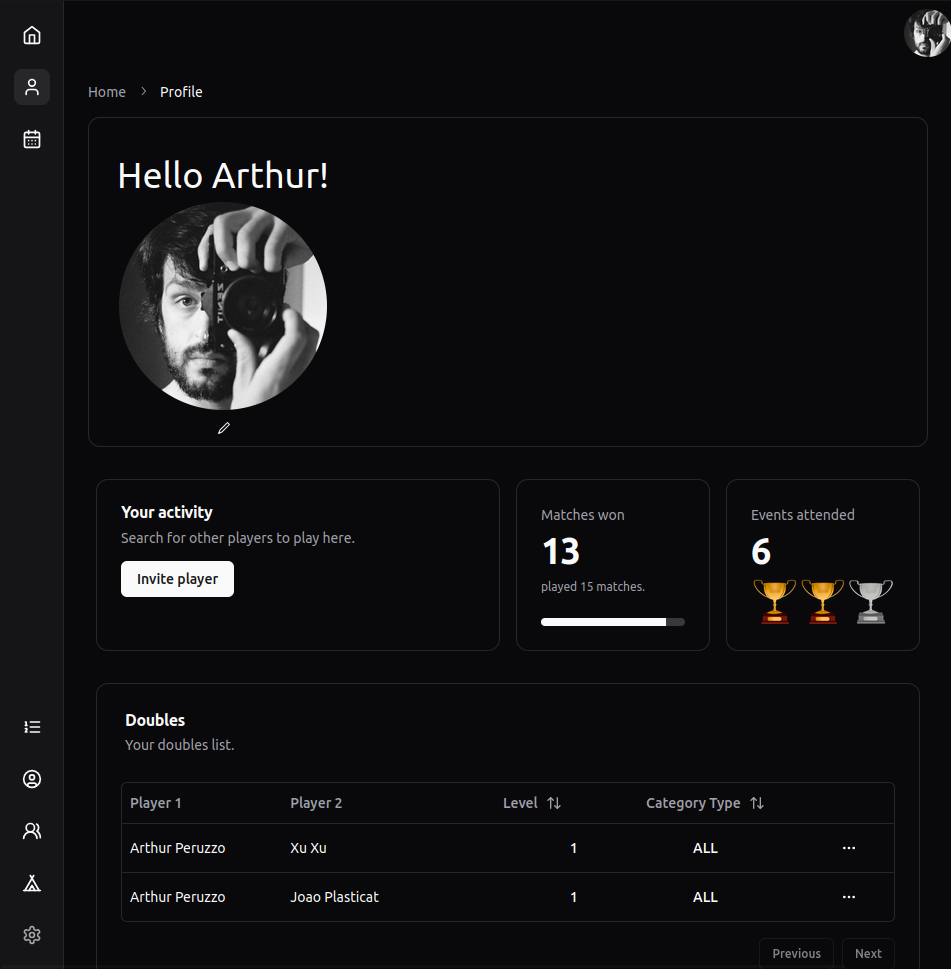 Home > Profile
Hello Arthur!
Your activity
Search for other players to play here.
Invite player
Matches won
13
played 15 matches.
Events attended
6
Doubles
Your doubles list.
Player 1 Player 2 Level Category Type
Arthur Peruzzo Xu Xu 1 ALL ...
Arthur Peruzzo Joao Plasticat 1 ALL ...
Previous Next